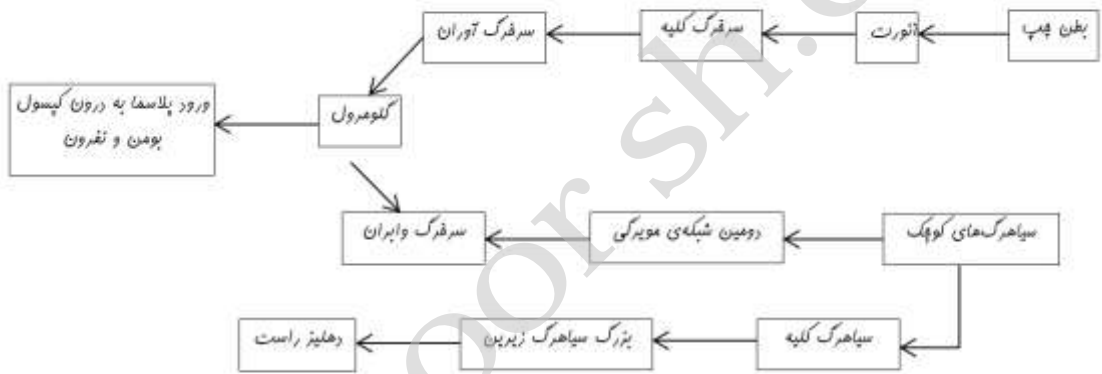 بطن چپ
آئورت
سرخرگ کلیه
سرخرگ آوران
گلومرول
ورود پلاسما به درون کپسول
بومن و نفرون
سرخرگ وابران
دومین شبکه‌ی مویرگی
سیاهرگ‌های کوچک
سیاهرگ کلیه
بزرگ سیاهرگ زیرین
دهلیز راست